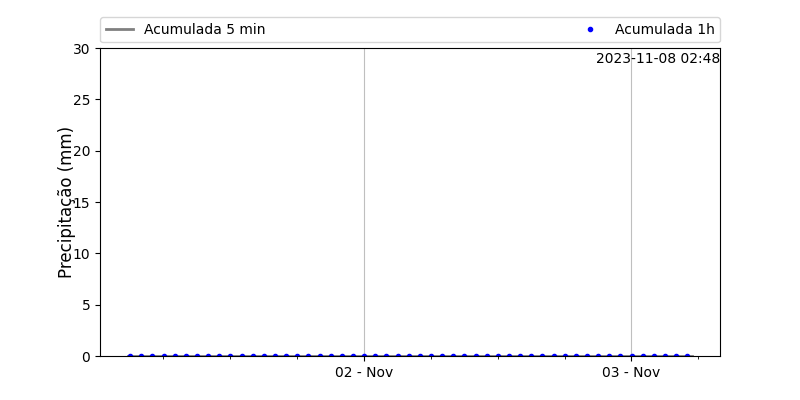 Acumulada 5 min
Acumulada 1h
2023-11-08 02:48
Precipitação (mm)
30
25
20
15
10
5
0
02 - Nov
03 - Nov